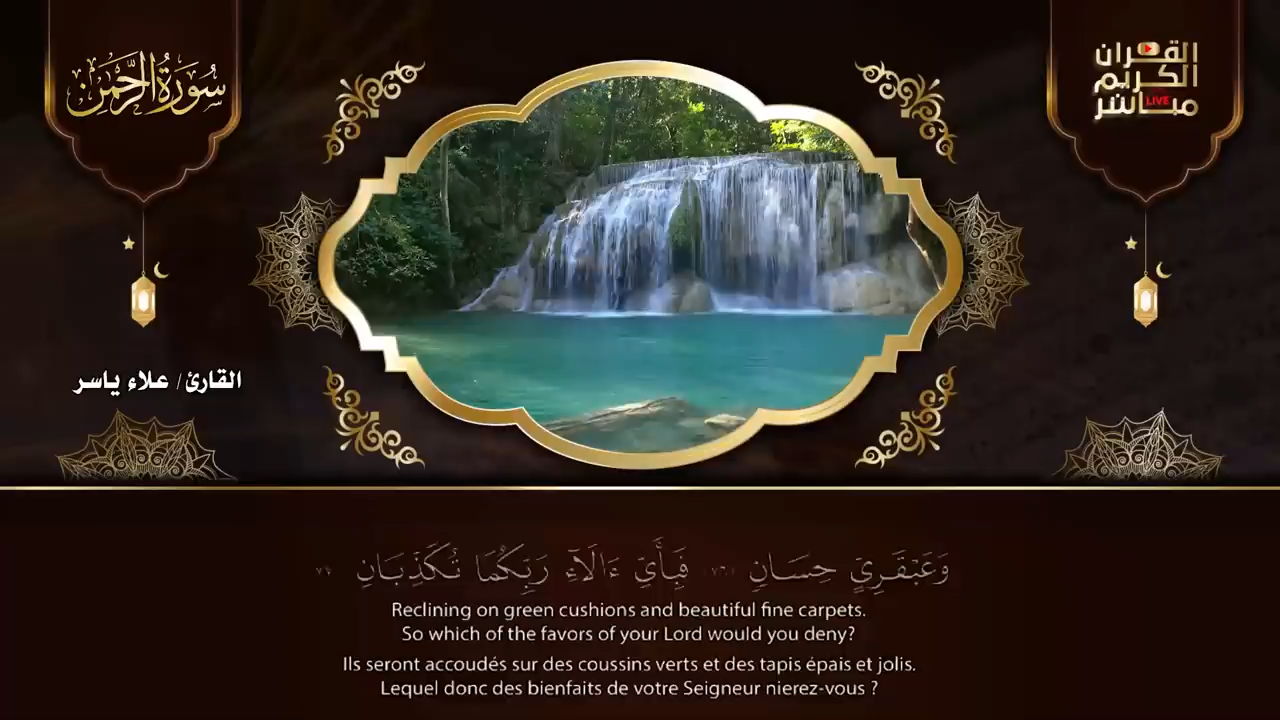 سُورَةُ الرَّحْمَن
القرآن
الكريم
مباشر
LIVE
القارئ/ علاء ياسر
وَعَبْقَرِيٍّ حِسَانٍ ٧٦ فَبِأَيِّ ءَالَآءِ رَبِّكُمَا تُكَذِّبَانِ ٧٧
Reclining on green cushions and beautiful fine carpets.
So which of the favors of your Lord would you deny?
Ils seront accoudés sur des coussins verts et des tapis épais et jolis.
Lequel donc des bienfaits de votre Seigneur nierez-vous ?